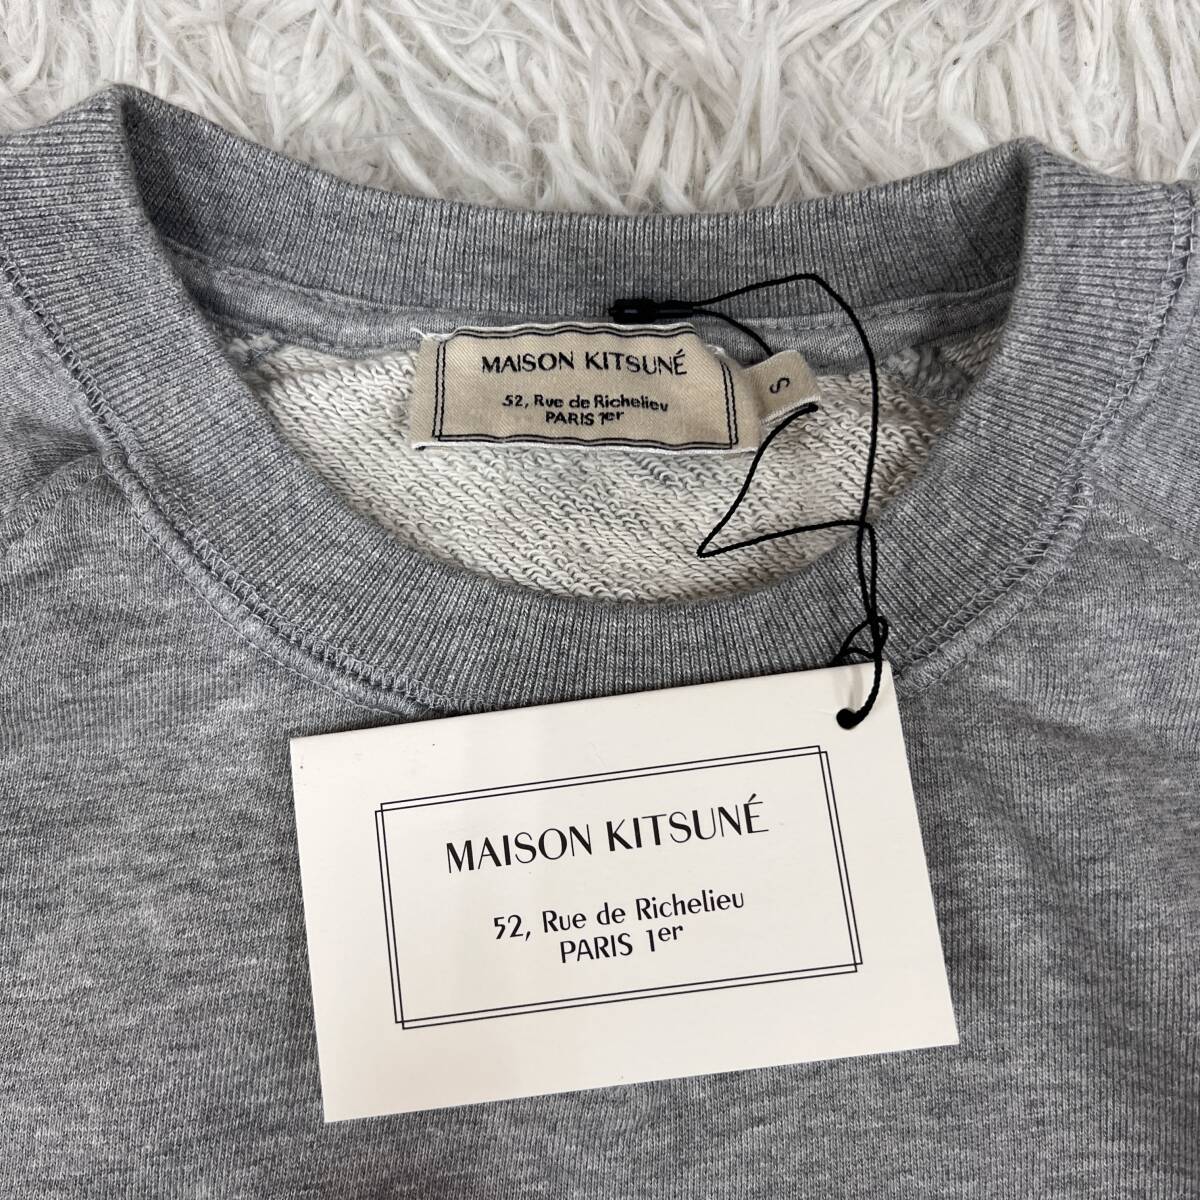 MAISON KITSUNÉ
52, Rue de Richelieu
PARIS 1er
S
MAISON KITSUNÉ
52, Rue de Richelieu
PARIS 1er